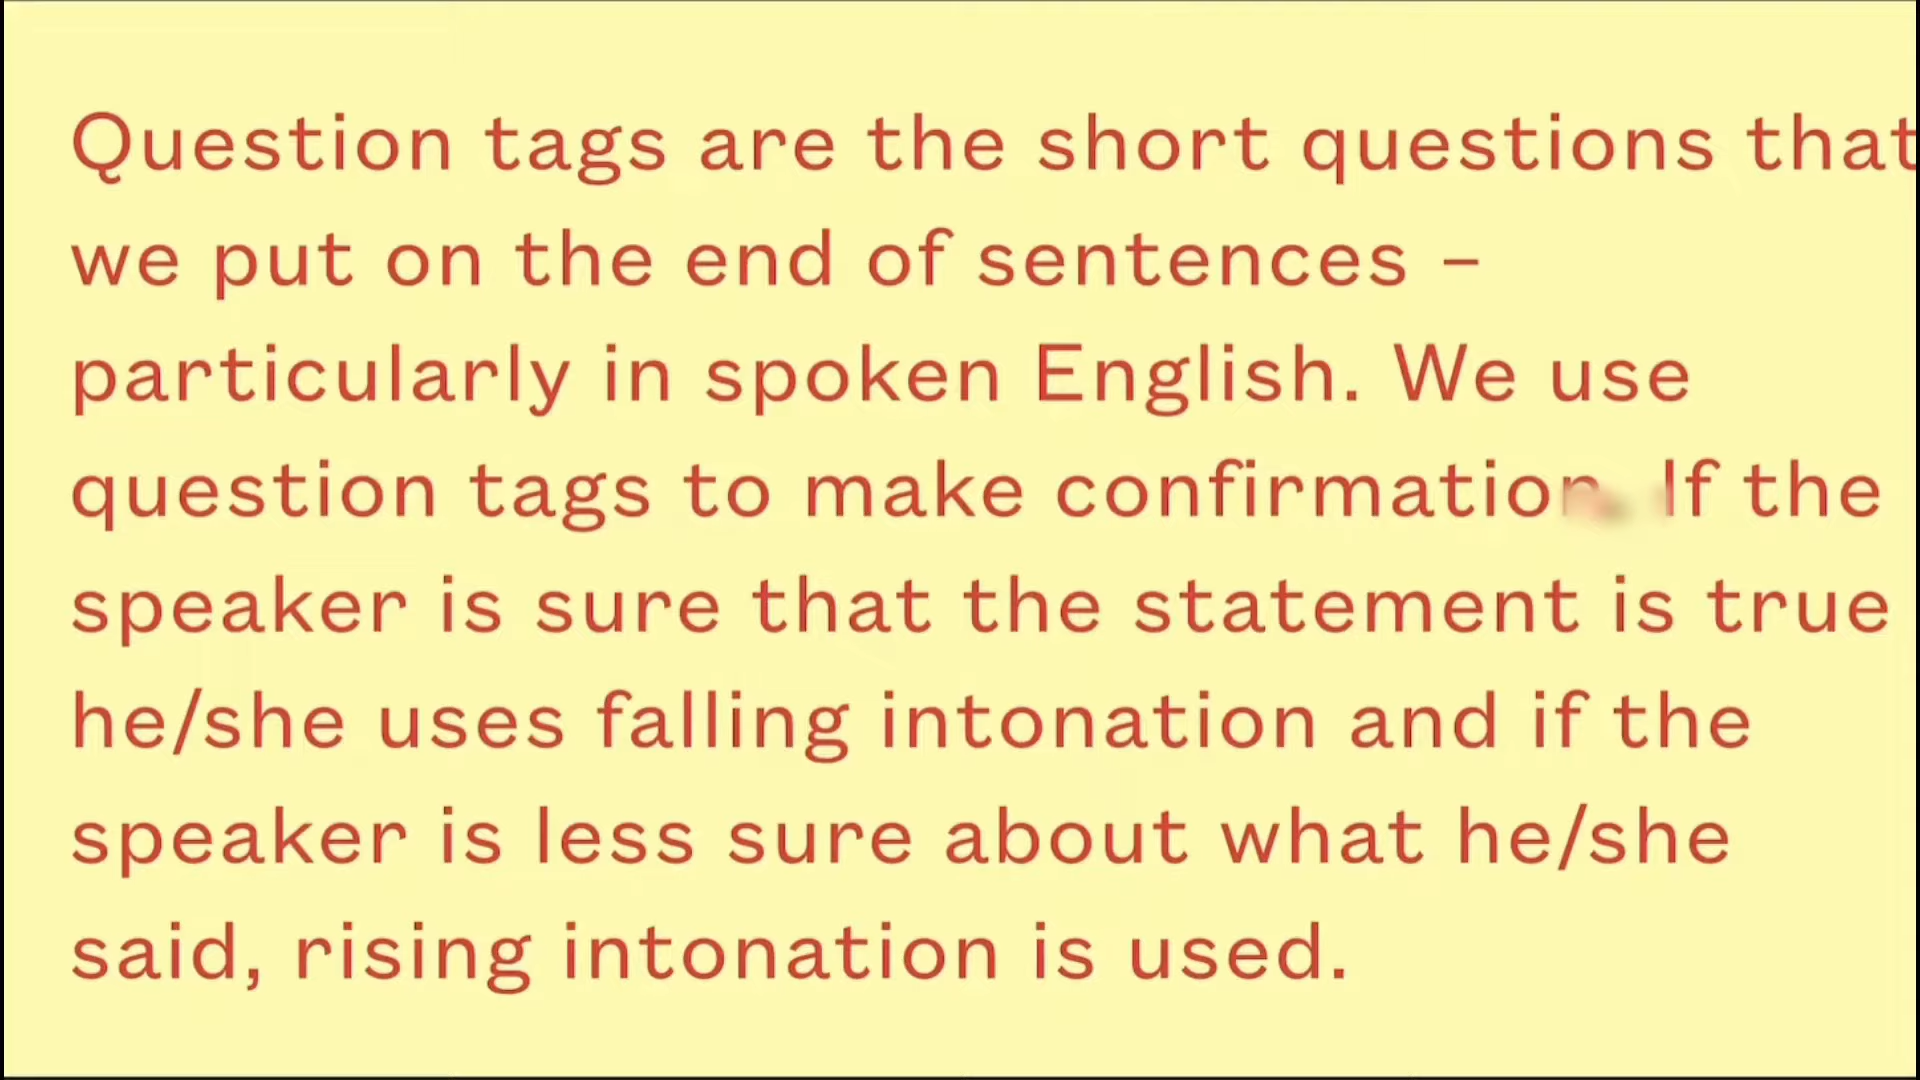 Question tags are the short questions that
we put on the end of sentences –
particularly in spoken English. We use
question tags to make confirmation. If the
speaker is sure that the statement is true
he/she uses falling intonation and if the
speaker is less sure about what he/she
said, rising intonation is used.